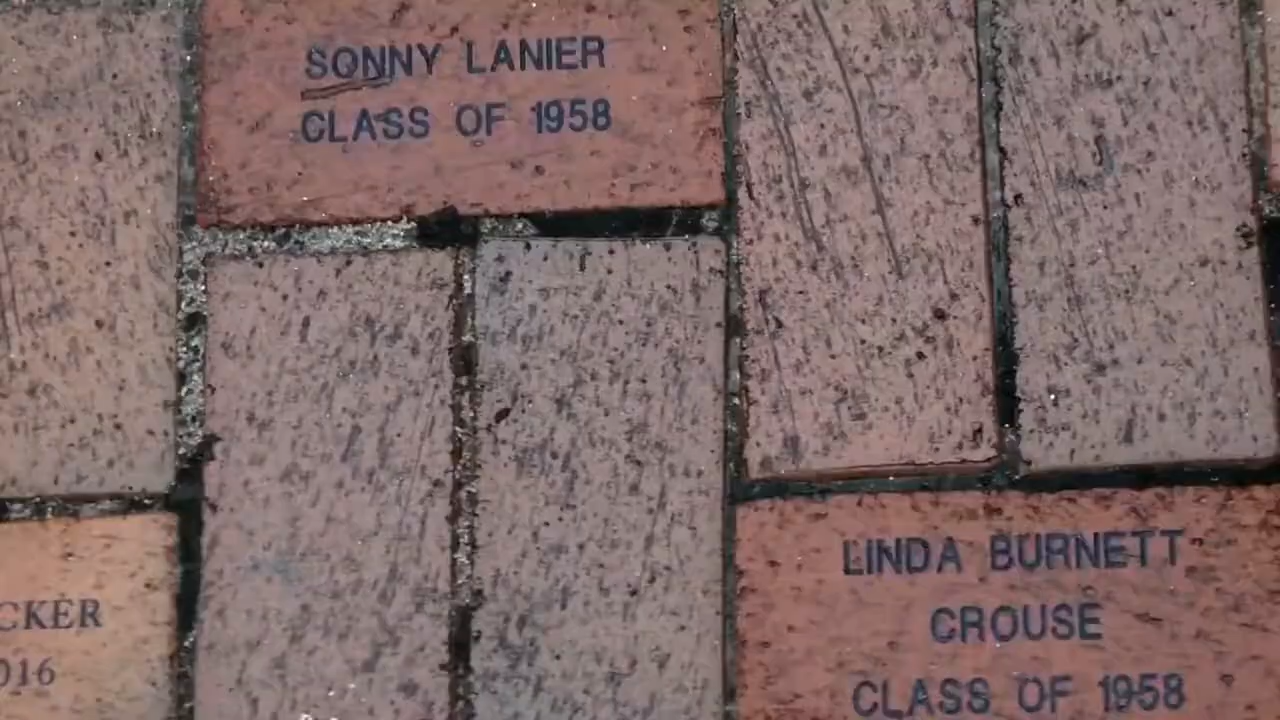 SONNY LANIER
CLASS OF 1958
LINDA BURNETT
CROUSE
CLASS OF 1958
CKER
016